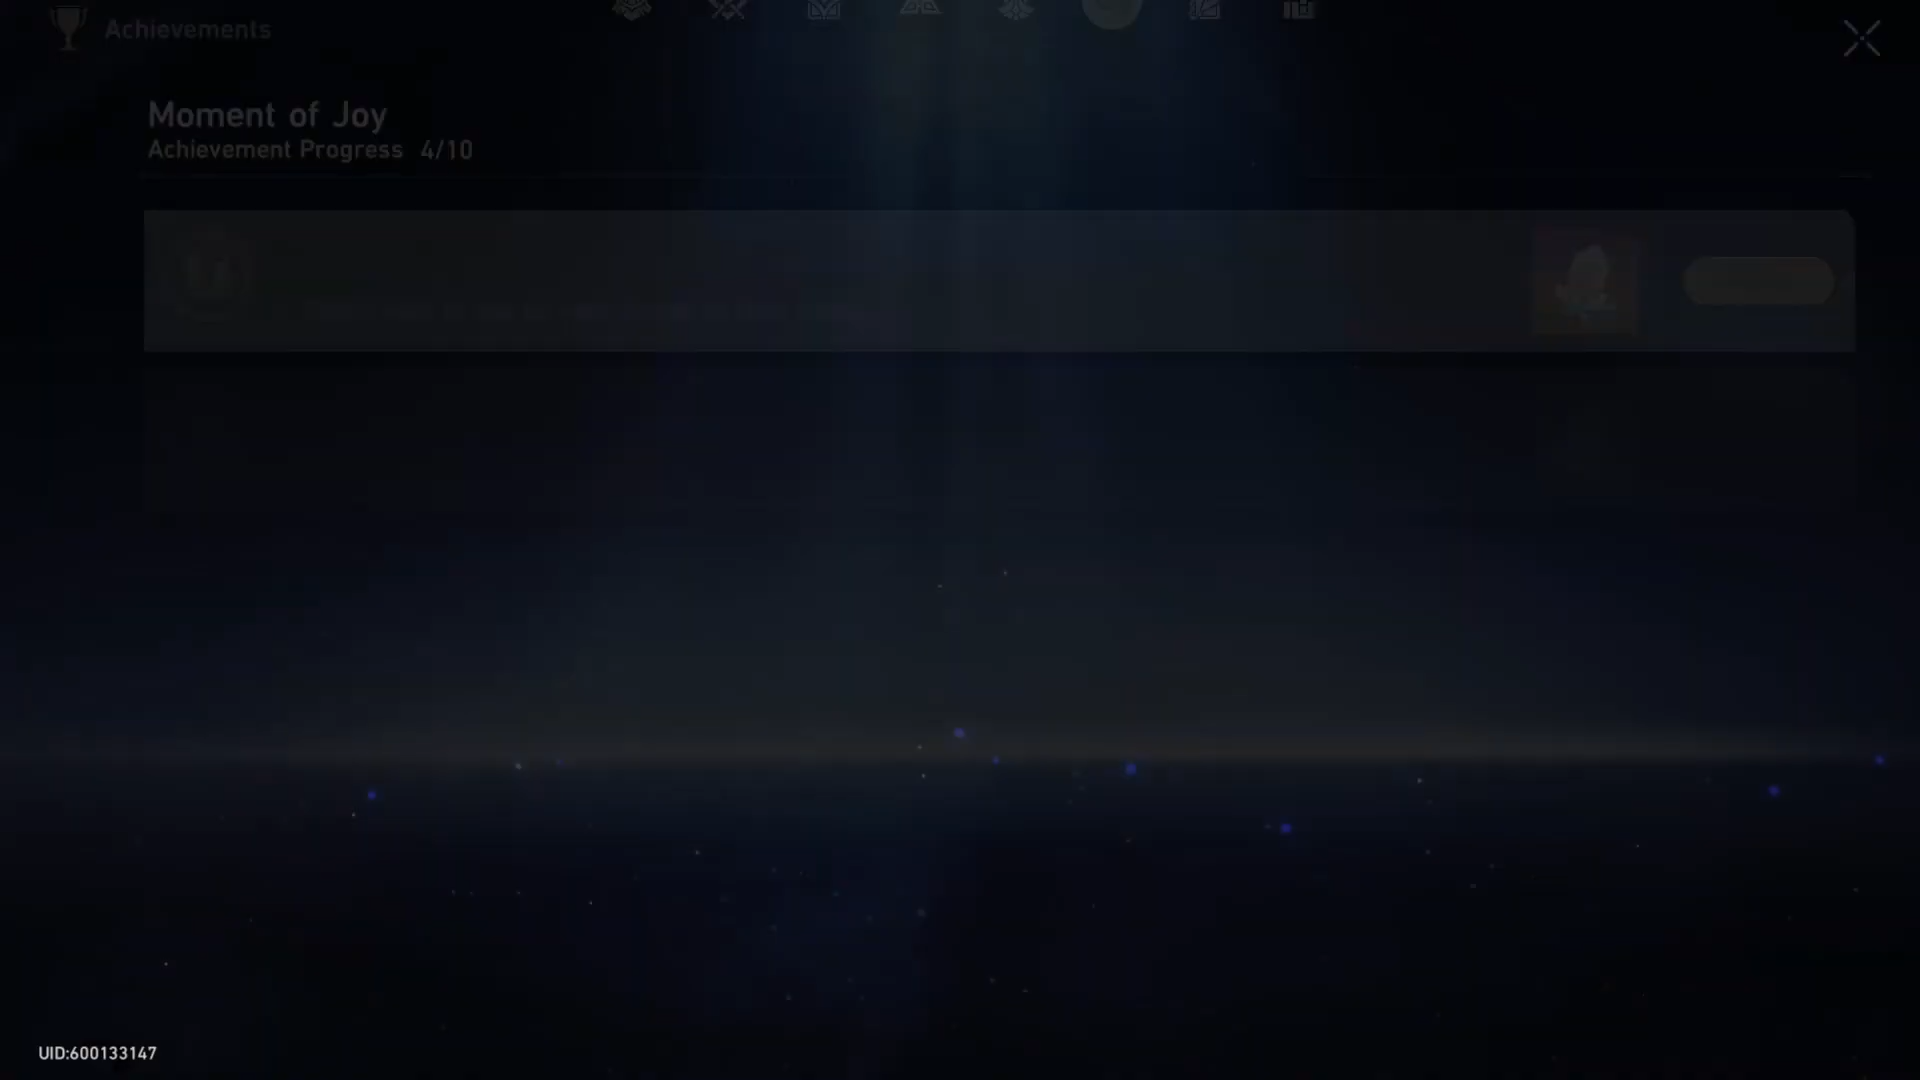 Achievements
Moment of Joy
Achievement Progress 4/10
UID:600133147